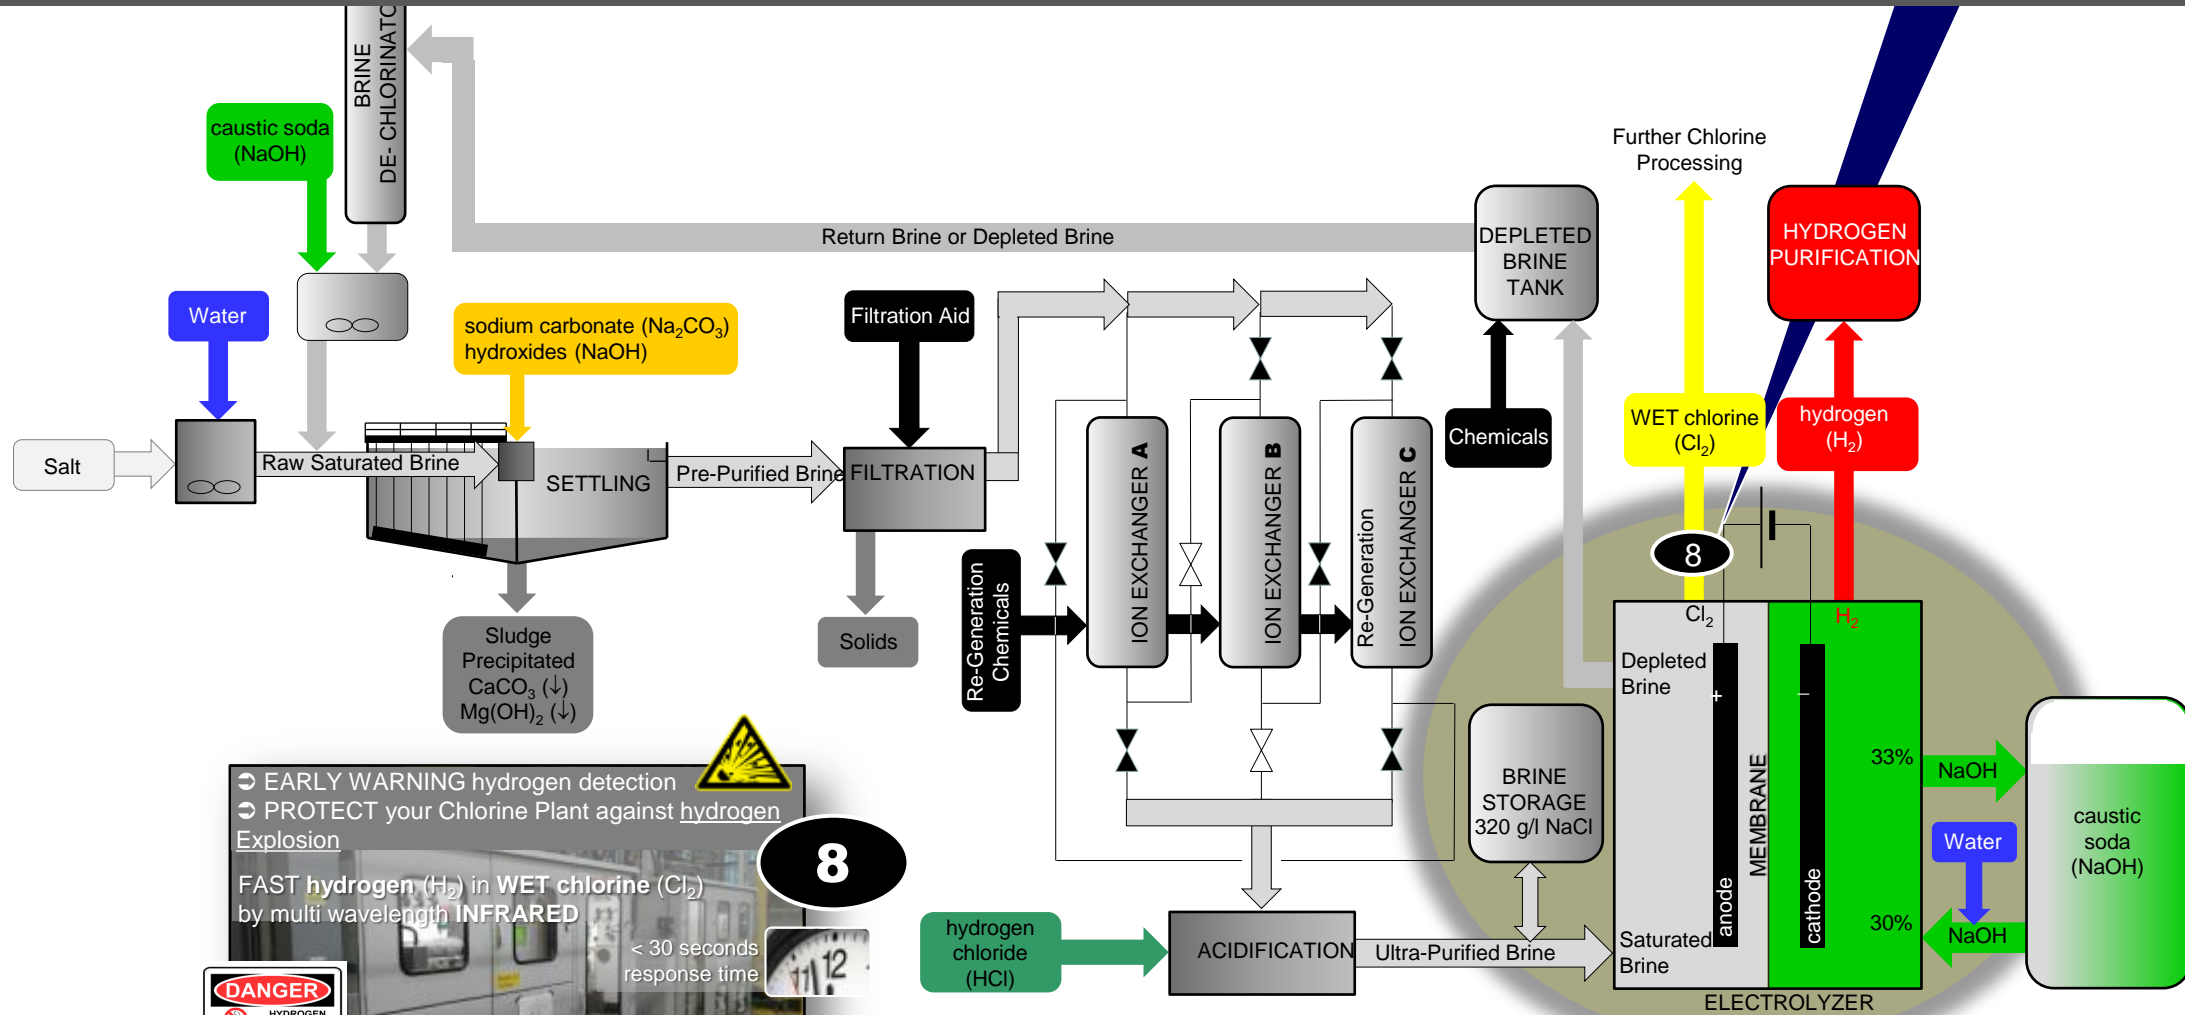 BRINE
DE- CHLORINATO
caustic soda
(NaOH)
Further Chlorine
Processing
Return Brine or Depleted Brine
DEPLETED
BRINE
TANK
HYDROGEN
PURIFICATION
Water
sodium carbonate (Na₂CO₃)
hydroxides (NaOH)
Filtration Aid
Chemicals
WET chlorine
(Cl₂)
hydrogen
(H₂)
Salt
Raw Saturated Brine
SETTLING
Pre-Purified Brine
FILTRATION
ION EXCHANGER A
ION EXCHANGER B
Re-Generation
ION EXCHANGER C
8
Re-Generation
Chemicals
Sludge
Precipitated
CaCO₃ (↓)
Mg(OH)₂ (↓)
Solids
Cl₂
H₂
Depleted
Brine
+
–
MEMBRANE
anode
cathode
33%
NaOH
30%
NaOH
Water
caustic
soda
(NaOH)
BRINE
STORAGE
320 g/l NaCl
Saturated
Brine
ELECTROLYZER
hydrogen
chloride
(HCl)
ACIDIFICATION
Ultra-Purified Brine
➲ EARLY WARNING hydrogen detection
➲ PROTECT your Chlorine Plant against hydrogen
Explosion
8
FAST hydrogen (H₂) in WET chlorine (Cl₂)
by multi wavelength INFRARED
< 30 seconds
response time
11 12
DANGER
HYDROGEN